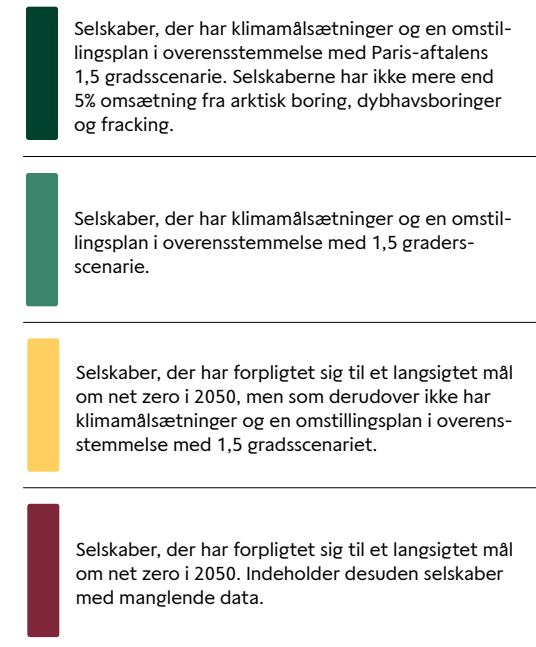 Selskaber, der har klimamålsætninger og en omstil-
lingsplan i overensstemmelse med Paris-aftalens
1,5 gradsscenarie. Selskaberne har ikke mere end
5% omsætning fra arktisk boring, dybhavsboringer
og fracking.
Selskaber, der har klimamålsætninger og en omstil-
lingsplan i overensstemmelse med 1,5 graders-
scenarie.
Selskaber, der har forpligtet sig til et langsigtet mål
om net zero i 2050, men som derudover ikke har
klimamålsætninger og en omstillingsplan i overens-
stemmelse med 1,5 gradsscenariet.
Selskaber, der har forpligtet sig til et langsigtet mål
om net zero i 2050. Indeholder desuden selskaber
med manglende data.